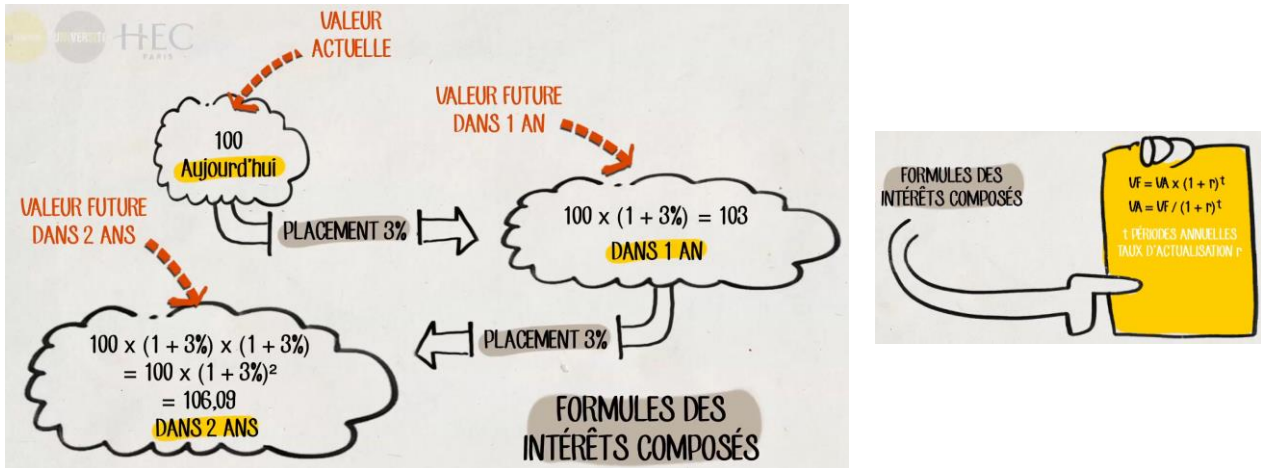 HEC
PARIS
VALEUR
ACTUELLE
100
Aujourd'hui
VALEUR FUTURE
DANS 1 AN
PLACEMENT 3%
100 x (1 + 3%) = 103
DANS 1 AN
VALEUR FUTURE
DANS 2 ANS
PLACEMENT 3%
100 x (1 + 3%) x (1 + 3%)
= 100 x (1 + 3%)²
= 106,09
DANS 2 ANS
FORMULES DES
INTÉRÊTS COMPOSÉS
FORMULES DES
INTÉRÊTS COMPOSÉS
VF = VA x (1 + r)ᵗ
VA = VF / (1 + r)ᵗ
t PÉRIODES ANNUELLES
TAUX D'ACTUALISATION r